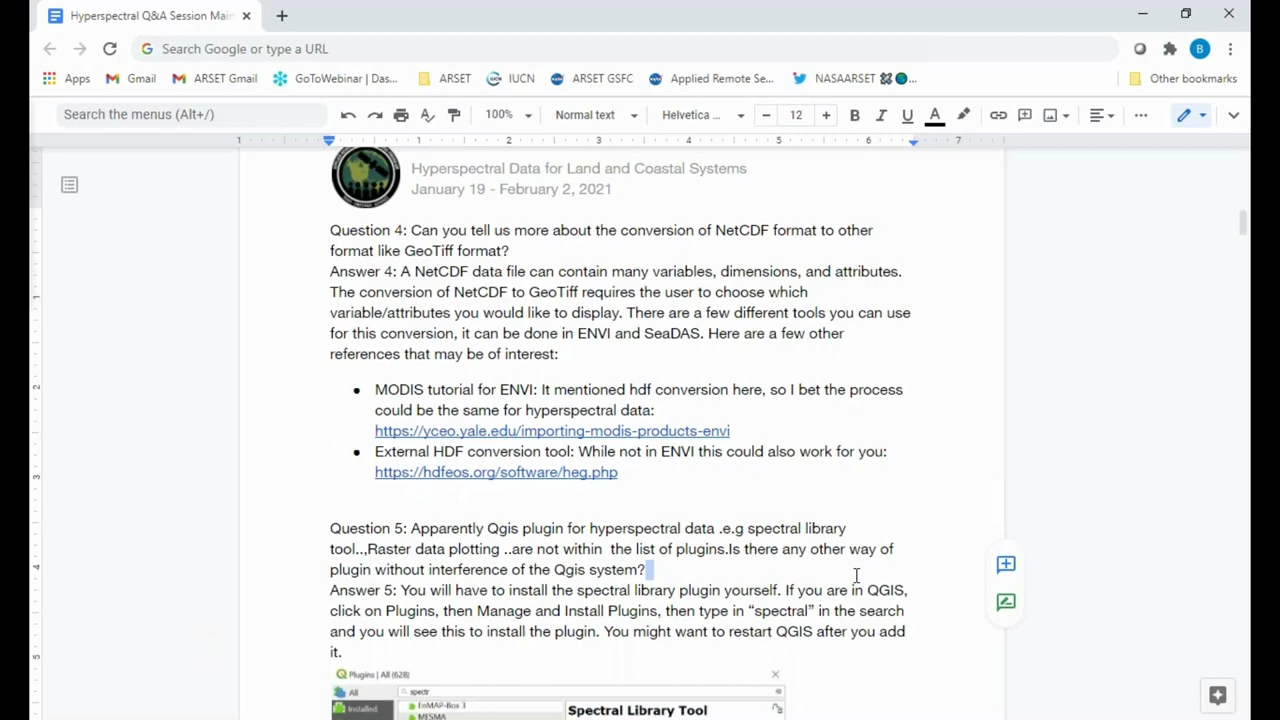 Hyperspectral Q&A Session Main
Search Google or type a URL
B
Apps Gmail ARSET Gmail GoToWebinar | Das... ARSET IUCN ARSET GSFC Applied Remote Se... NASAARSET Other bookmarks
Search the menus (Alt+/) 100% Normal text Helvetica ... 12 B I U A
1 1 2 3 4 5 6 7
Hyperspectral Data for Land and Coastal Systems
January 19 - February 2, 2021
Question 4: Can you tell us more about the conversion of NetCDF format to other
format like GeoTiff format?
Answer 4: A NetCDF data file can contain many variables, dimensions, and attributes.
The conversion of NetCDF to GeoTiff requires the user to choose which
variable/attributes you would like to display. There are a few different tools you can use
for this conversion, it can be done in ENVI and SeaDAS. Here are a few other
references that may be of interest:
MODIS tutorial for ENVI: It mentioned hdf conversion here, so I bet the process
could be the same for hyperspectral data:
https://yceo.yale.edu/importing-modis-products-envi
External HDF conversion tool: While not in ENVI this could also work for you:
https://hdfeos.org/software/heg.php
Question 5: Apparently Qgis plugin for hyperspectral data .e.g spectral library
tool..,Raster data plotting ..are not within the list of plugins.Is there any other way of
plugin without interference of the Qgis system?
Answer 5: You will have to install the spectral library plugin yourself. If you are in QGIS,
click on Plugins, then Manage and Install Plugins, then type in “spectral” in the search
and you will see this to install the plugin. You might want to restart QGIS after you add
it.
Plugins | All (628)
All spectr
Installed EnMAP-Box 3 Spectral Library Tool
MESMA
1
2
3
4
5